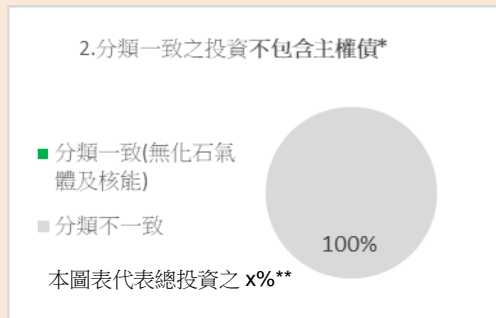 2.分類一致之投資不包含主權債*
分類一致(無化石氣
體及核能)
分類不一致
100%
本圖表代表總投資之 x%**